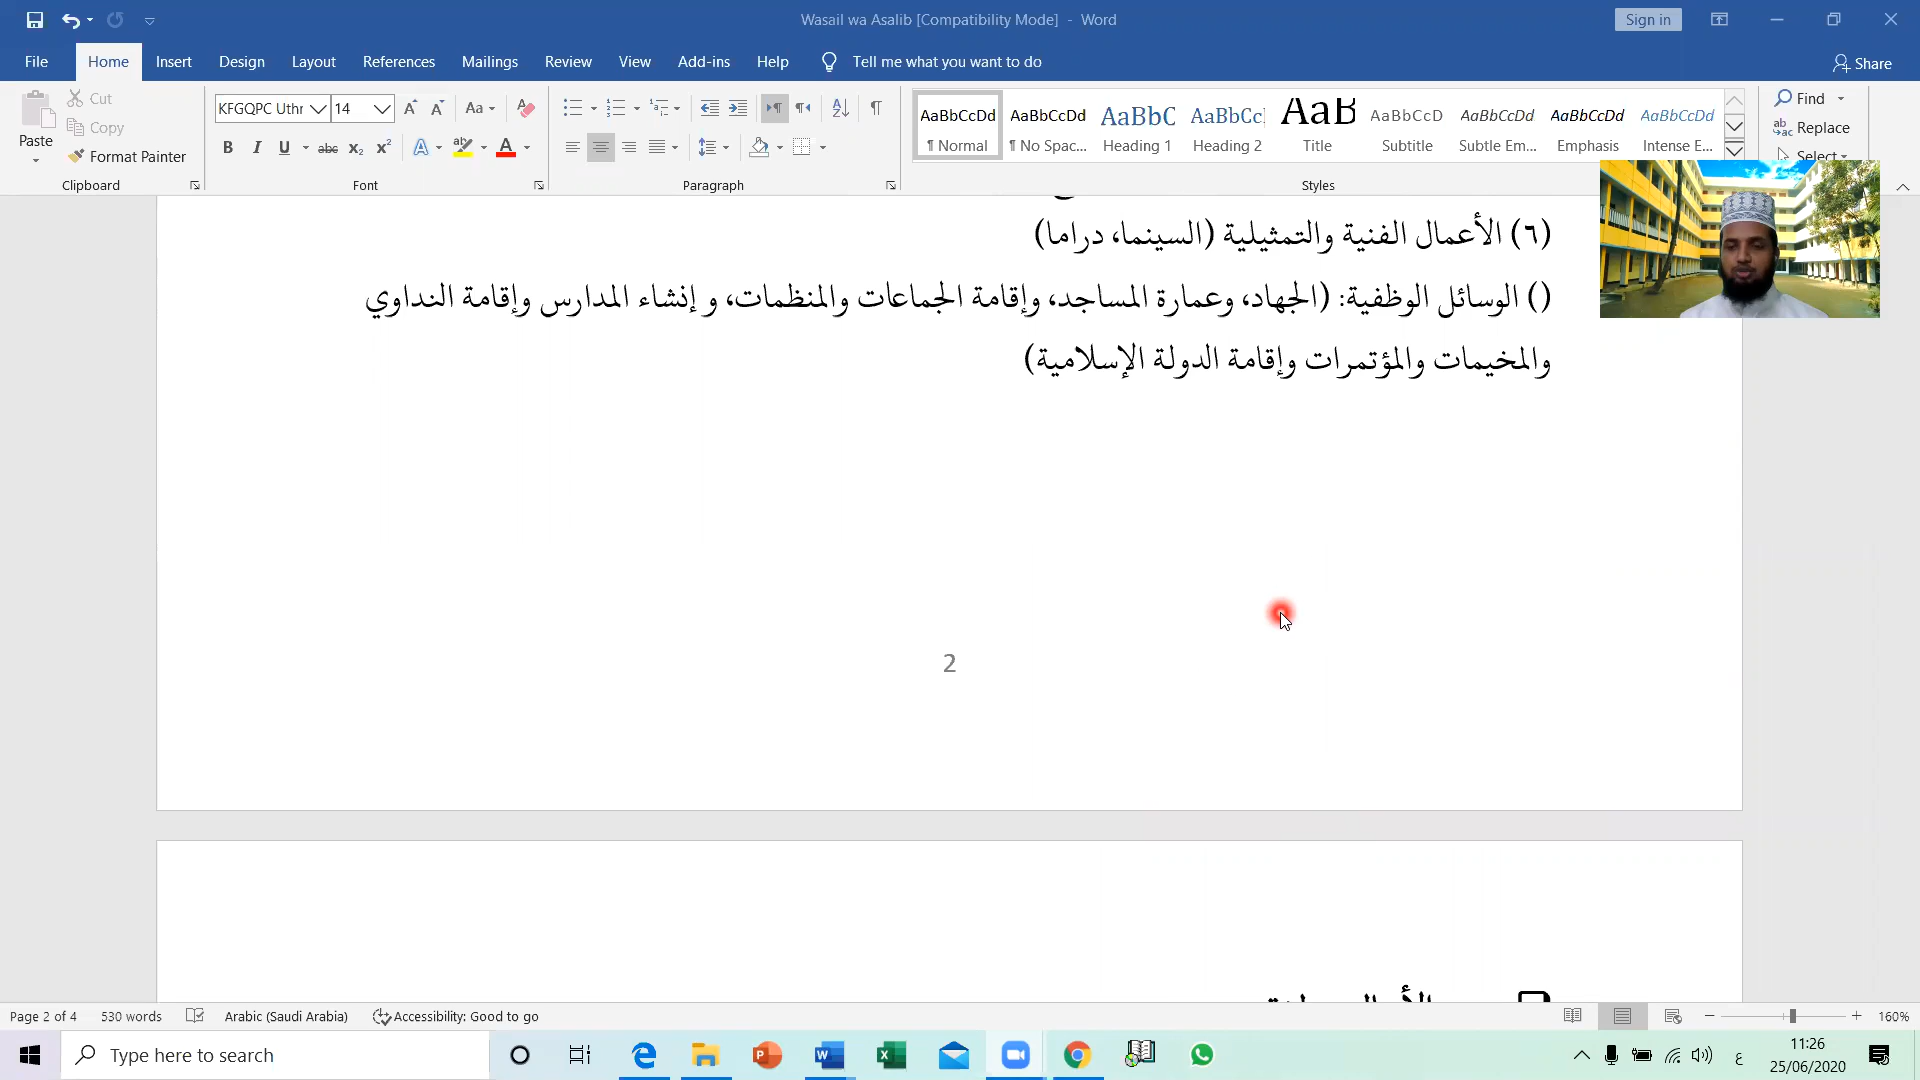 Wasail wa Asalib [Compatibility Mode] - Word
Sign in
File Home Insert Design Layout References Mailings Review View Add-ins Help Tell me what you want to do
Share
Paste
Cut
Copy
Format Painter
Clipboard
KFGQPC Uthr 14
Font
Paragraph
AaBbCcDd AaBbCcDd AaBbC AaBbCc AaB AaBbCcD AaBbCcDd AaBbCcDd AaBbCcDd
¶ Normal ¶ No Spac... Heading 1 Heading 2 Title Subtitle Subtle Em... Emphasis Intense E...
Styles
Find
Replace
Select
(٦) الأعمال الفنية والتمثيلية (السينما، دراما)
() الوسائل الوظفية: (الجهاد، وعمارة المساجد، وإقامة الجماعات والمنظمات، و إنشاء المدارس وإقامة النداوي
والمخيمات والمؤتمرات وإقامة الدولة الإسلامية)
2
Page 2 of 4 530 words Arabic (Saudi Arabia) Accessibility: Good to go
160%
Type here to search
ع
11:26
25/06/2020